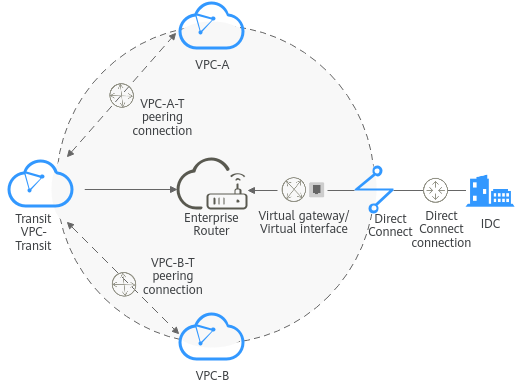 VPC-A
VPC-A-T
peering
connection
Transit
VPC-
Transit
Enterprise
Router
Virtual gateway/
Virtual interface
Direct
Connect
Direct
Connect
connection
IDC
VPC-B-T
peering
connection
VPC-B